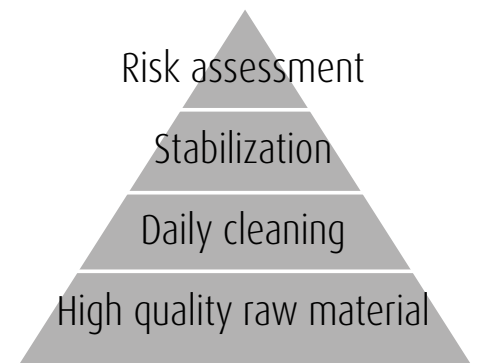 Risk assessment
Stabilization
Daily cleaning
High quality raw material